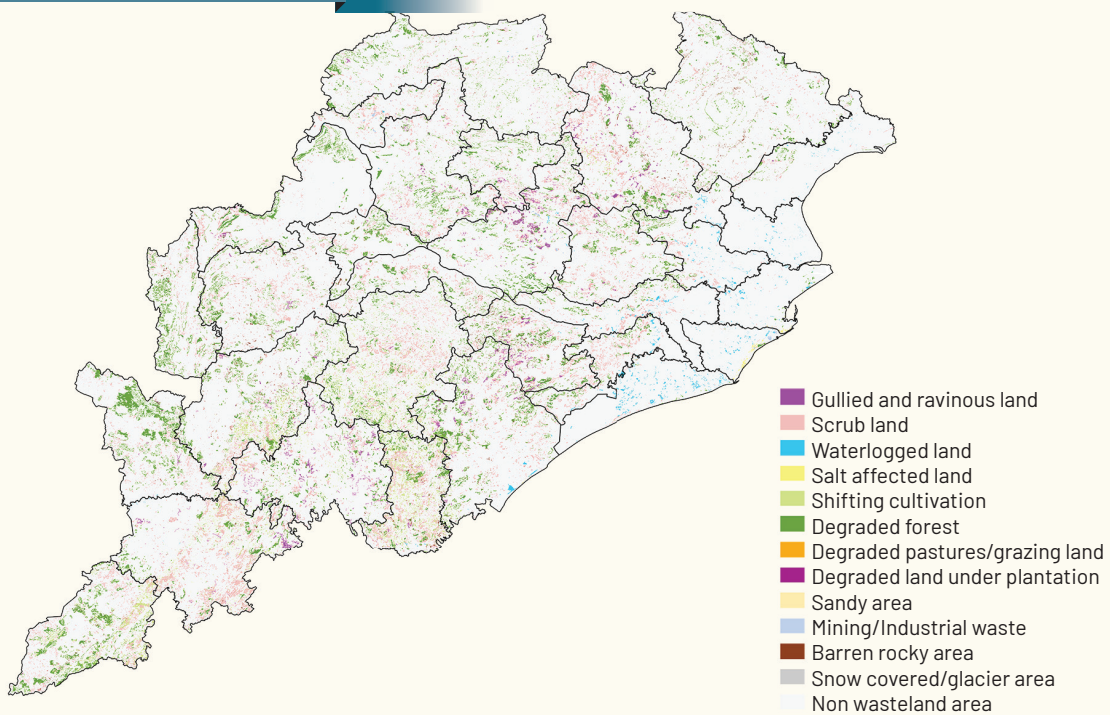 Gullied and ravinous land
Scrub land
Waterlogged land
Salt affected land
Shifting cultivation
Degraded forest
Degraded pastures/grazing land
Degraded land under plantation
Sandy area
Mining/Industrial waste
Barren rocky area
Snow covered/glacier area
Non wasteland area